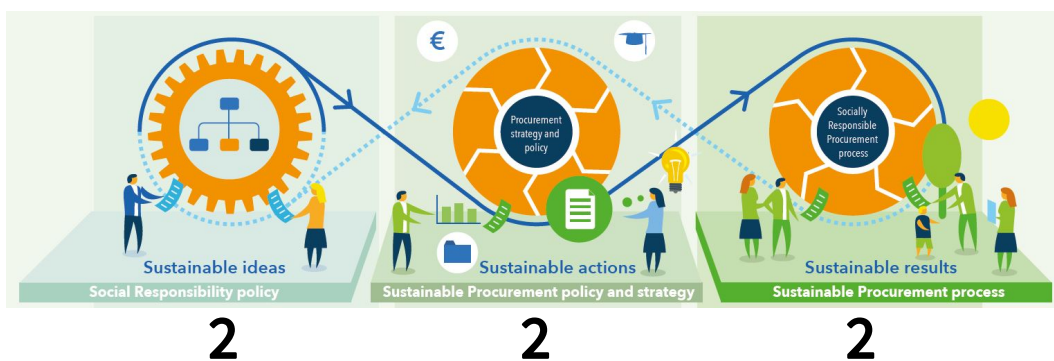 €
Procurement
strategy and
policy
Socially
Responsible
Procurement
process
Sustainable ideas
Sustainable actions
Sustainable results
Social Responsibility policy
Sustainable Procurement policy and strategy
Sustainable Procurement process
2
2
2